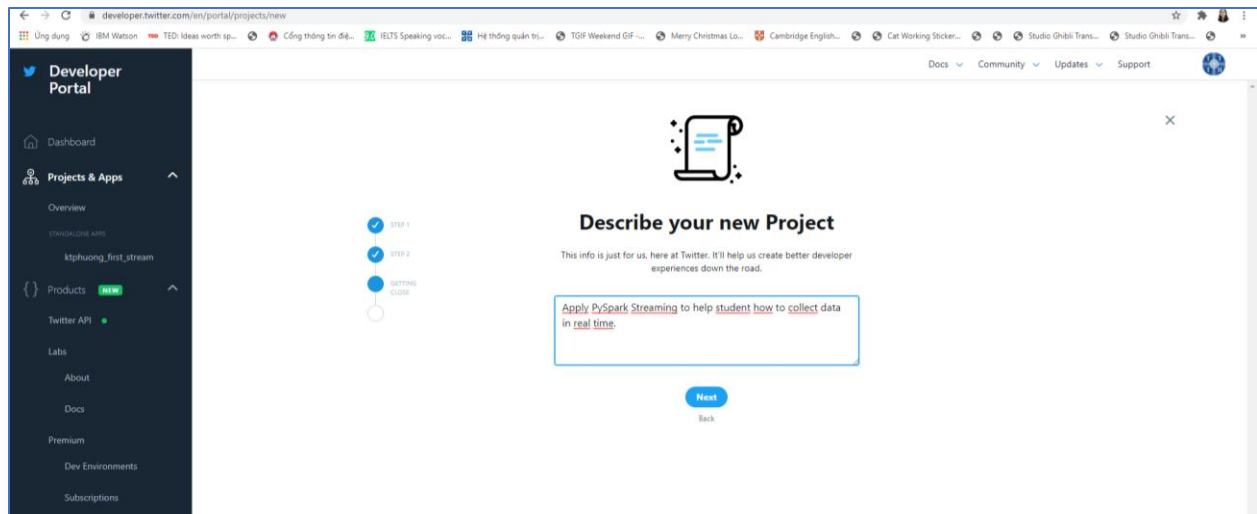 developer.twitter.com/en/portal/projects/new
Ứng dụng IBM Watson TED TED: Ideas worth sp... Cổng thông tin điệ... IELTS Speaking voc... Hệ thống quản trị... TGIF Weekend GIF -... Merry Christmas Lo... Cambridge English... Cat Working Sticker... Studio Ghibli Trans... Studio Ghibli Trans...
Developer
Portal
Docs Community Updates Support
Dashboard
Projects & Apps
Overview
STANDALONE APPS
ktphuong_first_stream
{ } Products NEW
Twitter API
Labs
About
Docs
Premium
Dev Environments
Subscriptions
STEP 1
STEP 2
GETTING
CLOSE
Describe your new Project
This info is just for us, here at Twitter. It'll help us create better developer
experiences down the road.
Apply PySpark Streaming to help student how to collect data
in real time.
Next
Back